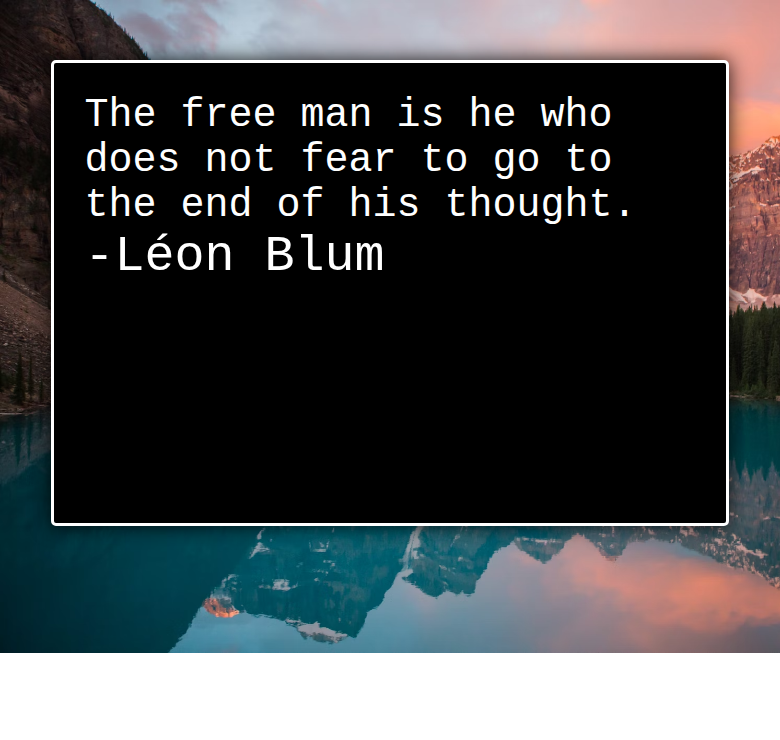 The free man is he who
does not fear to go to
the end of his thought.
-Léon Blum